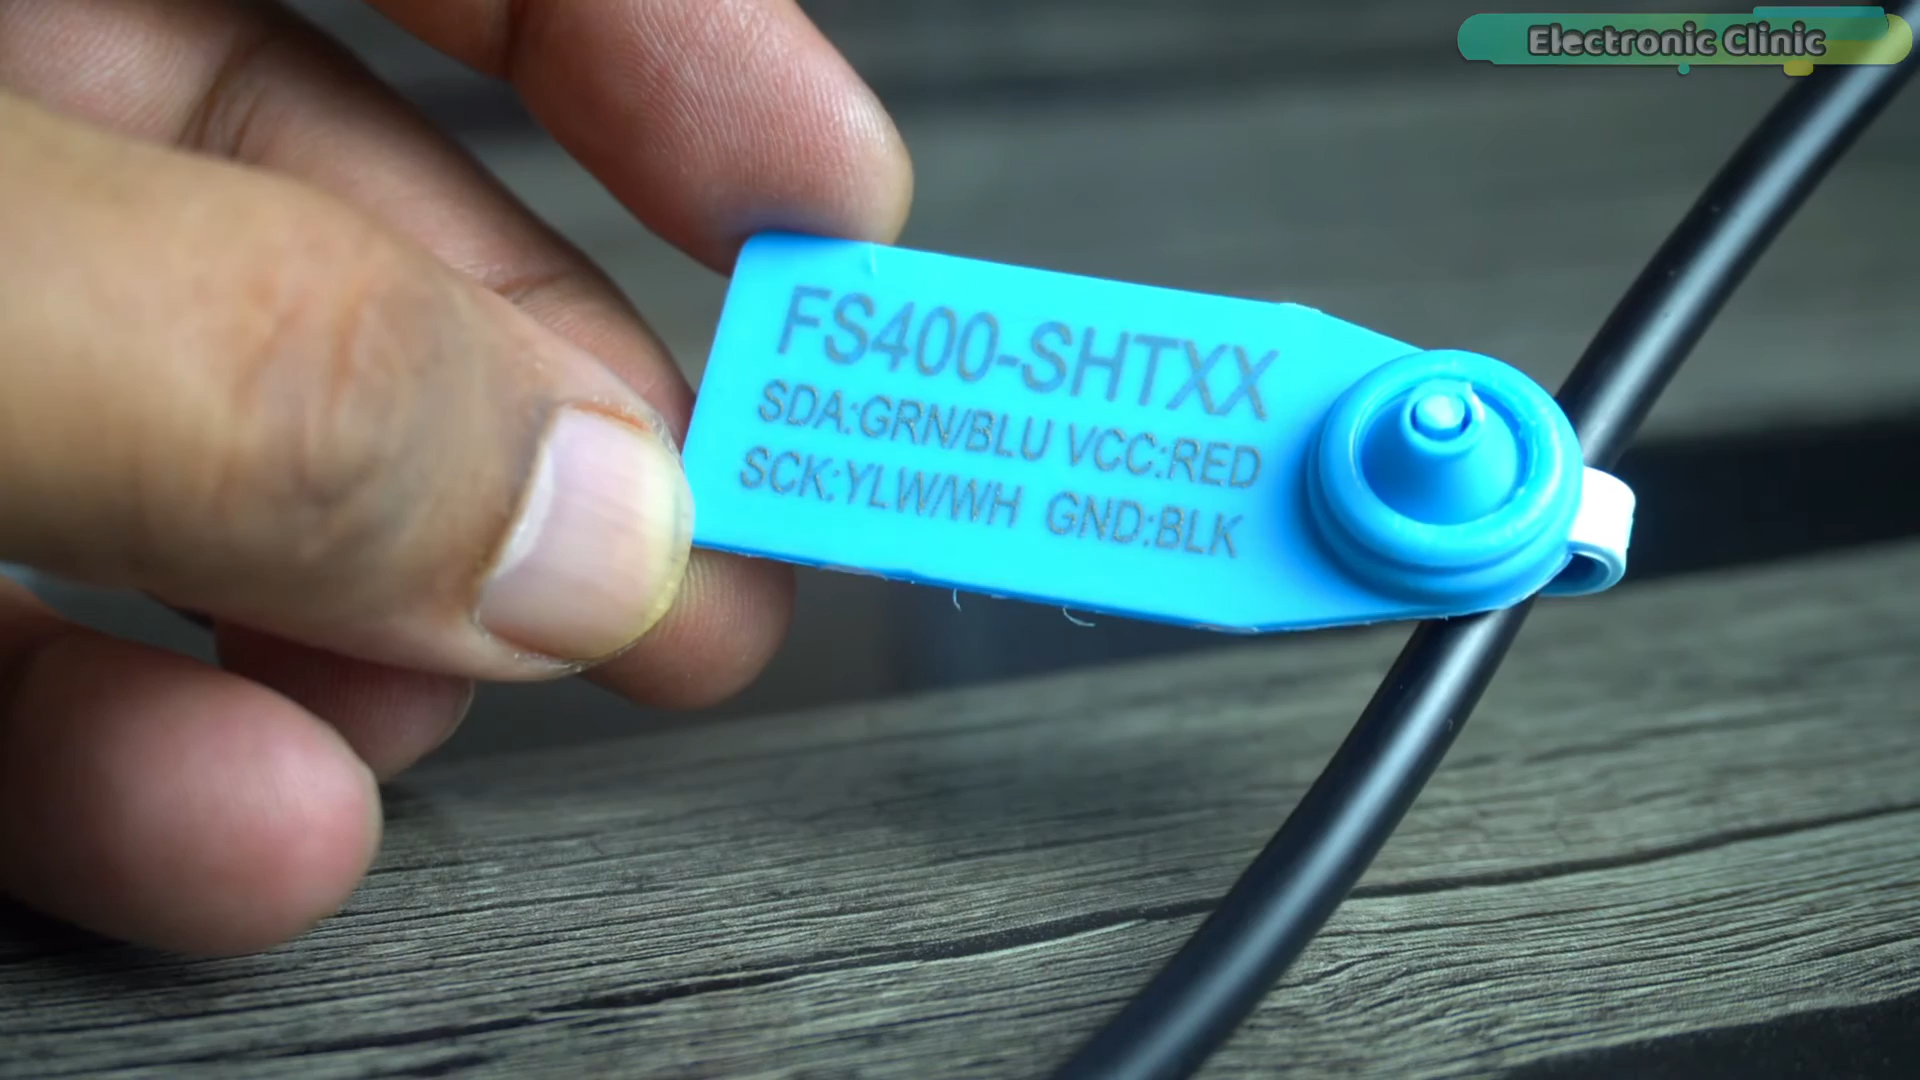 Electronic Clinic
FS400-SHTXX
SDA:GRN/BLU VCC:RED
SCK:YLW/WH GND:BLK